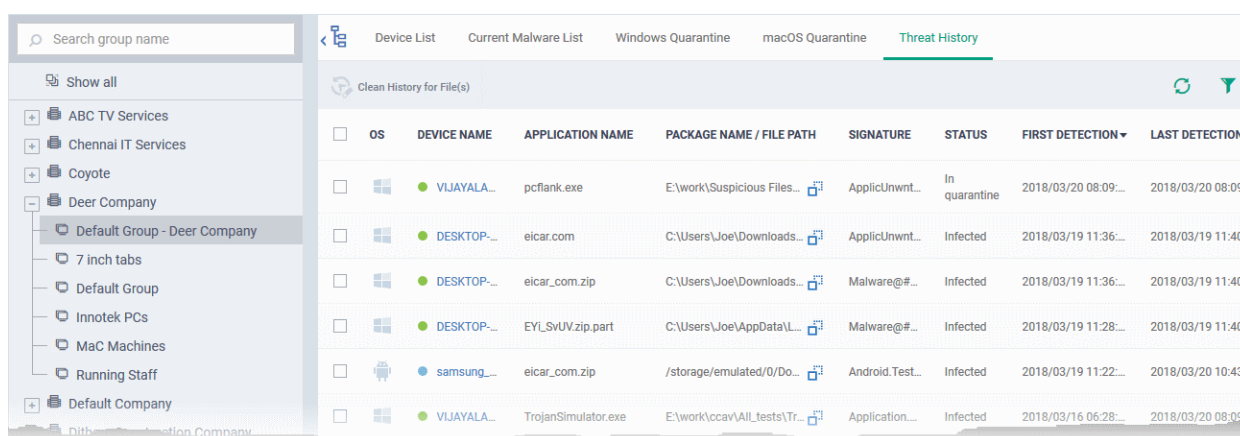 Search group name
Show all
ABC TV Services
Chennai IT Services
Coyote
Deer Company
Default Group - Deer Company
7 inch tabs
Default Group
Innotek PCs
MaC Machines
Running Staff
Default Company
Device List Current Malware List Windows Quarantine macOS Quarantine Threat History
Clean History for File(s)
OS DEVICE NAME APPLICATION NAME PACKAGE NAME / FILE PATH SIGNATURE STATUS FIRST DETECTION LAST DETECTION
VIJAYALA... pcflank.exe E:\work\Suspicious Files... ApplicUnwnt... In quarantine 2018/03/20 08:09:... 2018/03/20 08:09
DESKTOP-... eicar.com C:\Users\Joe\Downloads... ApplicUnwnt... Infected 2018/03/19 11:36:... 2018/03/19 11:40
DESKTOP-... eicar_com.zip C:\Users\Joe\Downloads... Malware@#... Infected 2018/03/19 11:36:... 2018/03/19 11:40
DESKTOP-... EYi_SvUV.zip.part C:\Users\Joe\AppData\L... Malware@#... Infected 2018/03/19 11:28:... 2018/03/19 11:40
samsung_... eicar_com.zip /storage/emulated/0/Do... Android.Test... Infected 2018/03/19 11:22:... 2018/03/20 10:43
VIJAYALA... TrojanSimulator.exe E:\work\ccav\All_tests\Tr... Application.... Infected 2018/03/16 06:28:... 2018/03/20 08:09